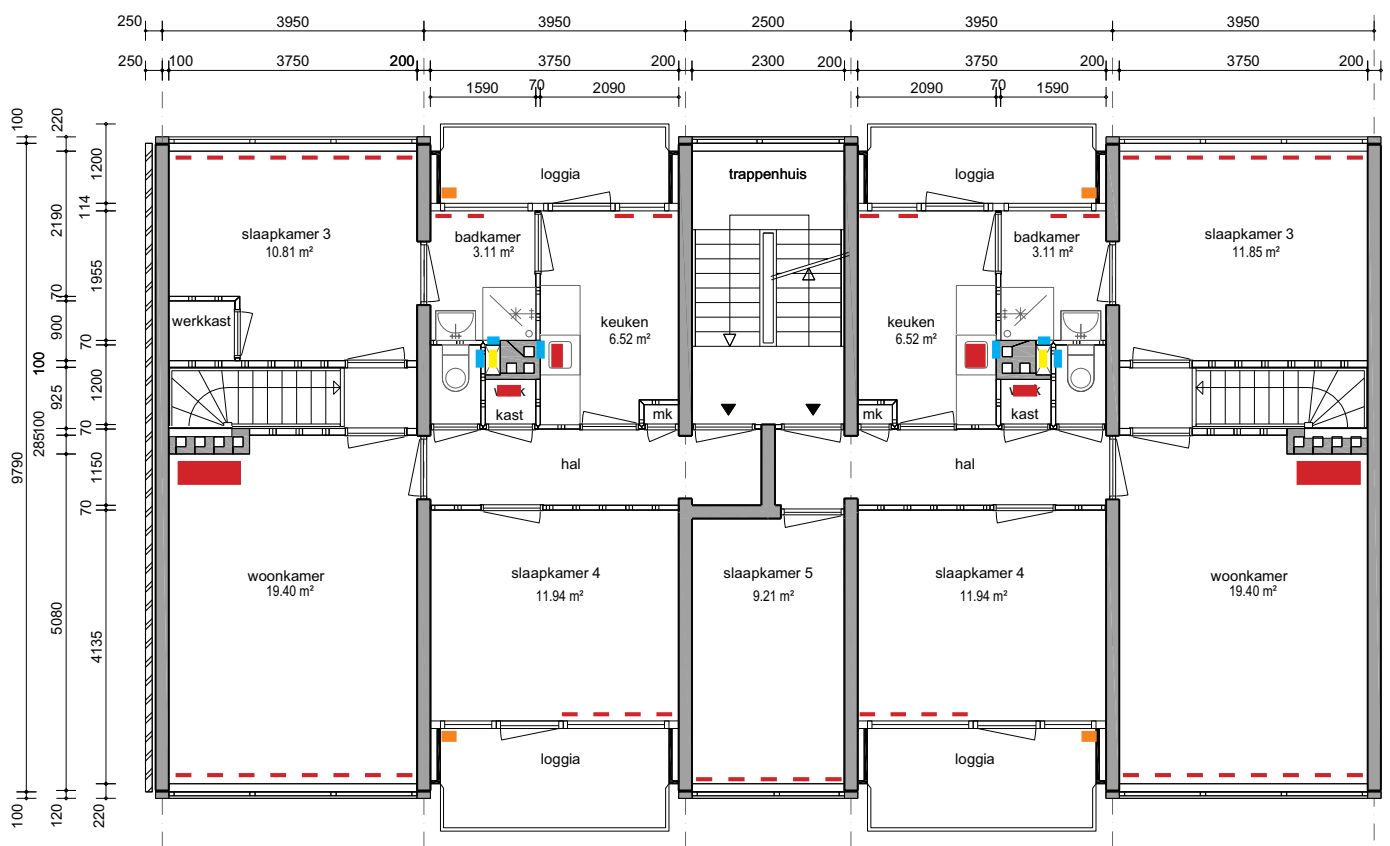 250 3950 3950 2500 3950 3950
250 100 3750 200 3750 200 2300 200 3750 200 3750 200
1590 70 2090 2090 70 1590
100 220
1200
114
2190
1955
70
900
70
100
1200
925
100
70
285
1150
9790
70
5080
4135
100 120 220
loggia trappenhuis loggia
slaapkamer 3
10.81 m²
badkamer
3.11 m²
badkamer
3.11 m²
slaapkamer 3
11.85 m²
werkkast
keuken
6.52 m²
keuken
6.52 m²
kast mk mk kast
hal hal
woonkamer
19.40 m²
slaapkamer 4
11.94 m²
slaapkamer 5
9.21 m²
slaapkamer 4
11.94 m²
woonkamer
19.40 m²
loggia loggia